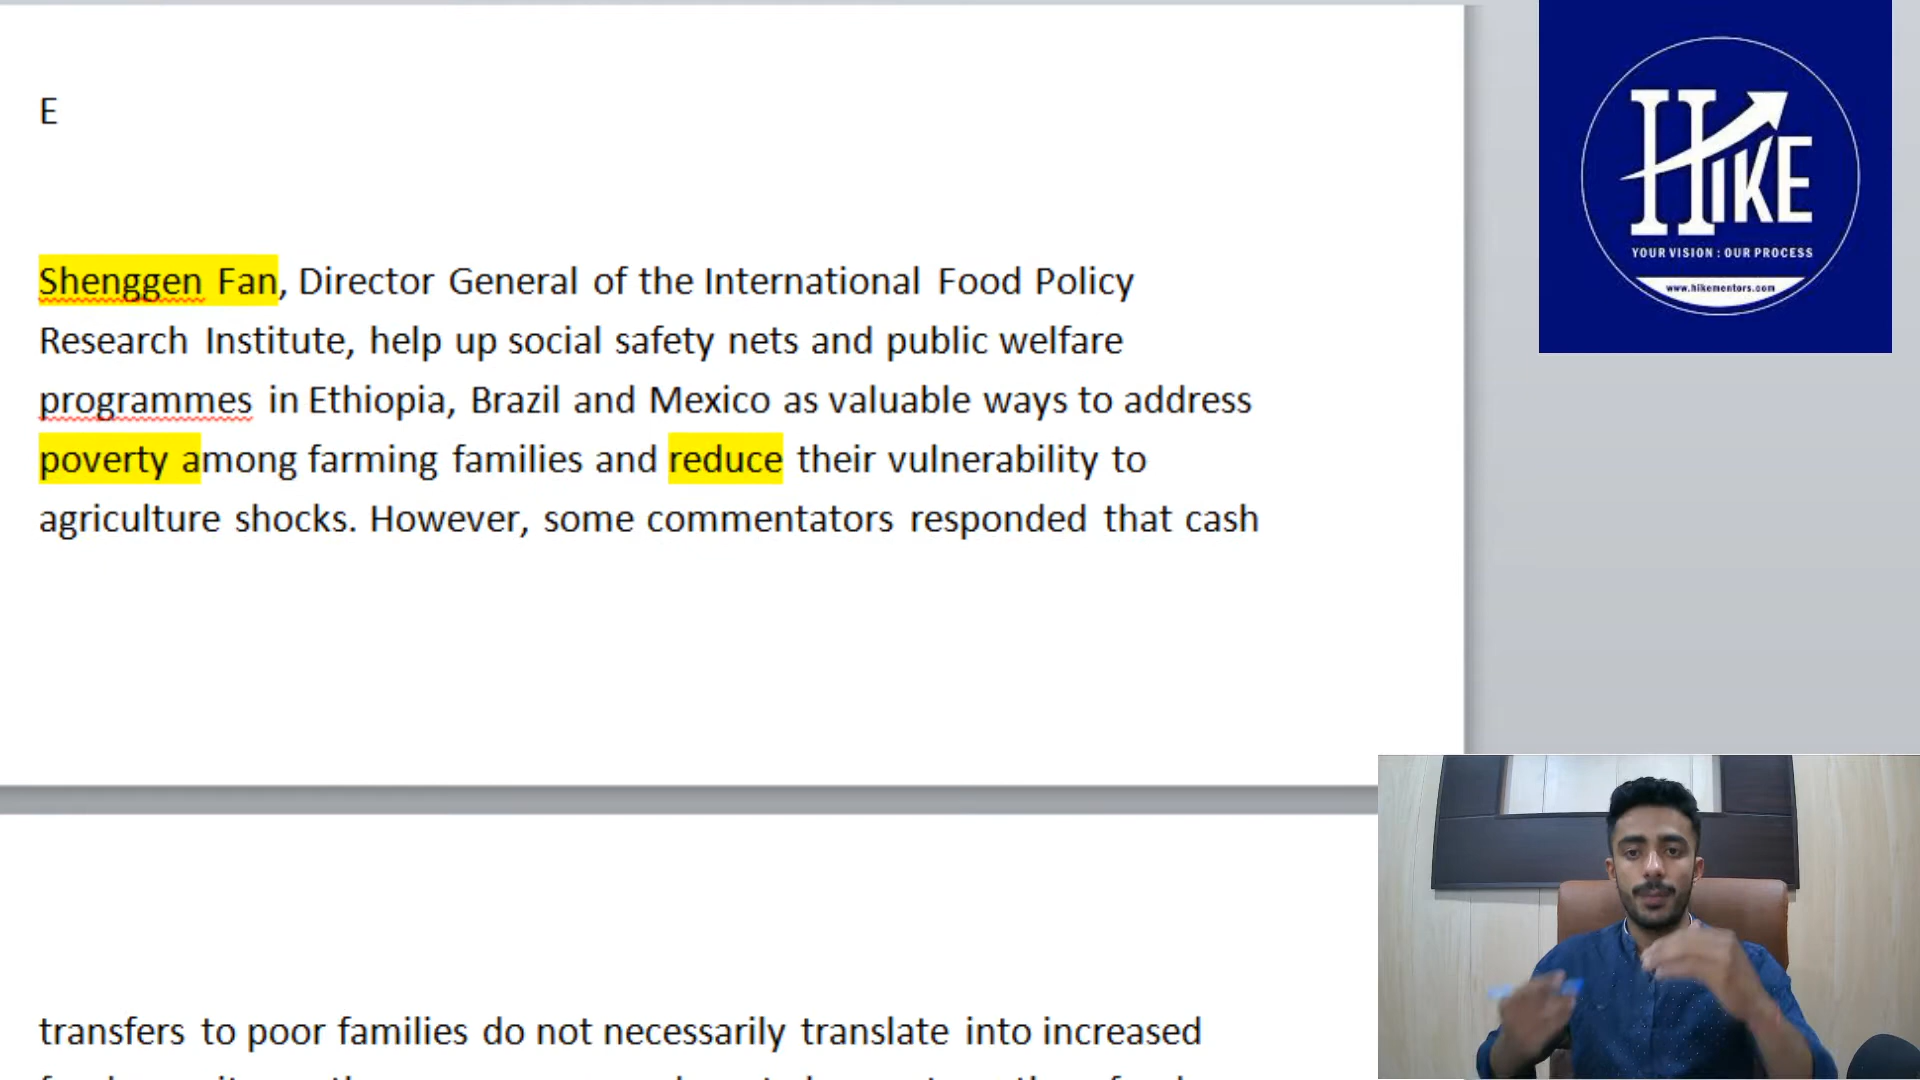 E
Shenggen Fan, Director General of the International Food Policy
Research Institute, help up social safety nets and public welfare
programmes in Ethiopia, Brazil and Mexico as valuable ways to address
poverty among farming families and reduce their vulnerability to
agriculture shocks. However, some commentators responded that cash
transfers to poor families do not necessarily translate into increased
HIKE
YOUR VISION : OUR PROCESS
www.hikementors.com